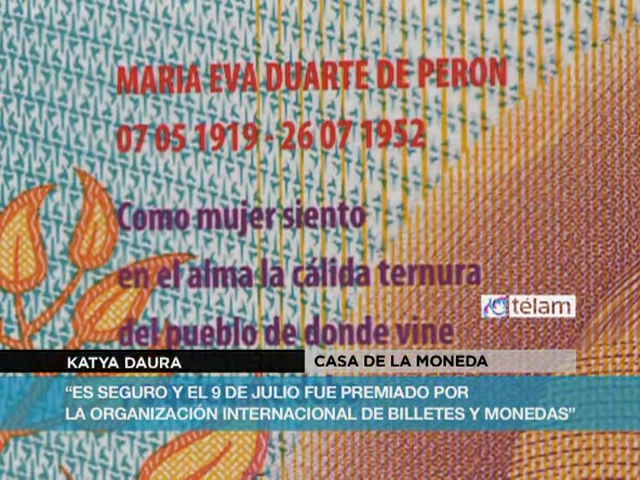 MARIA EVA DUARTE DE PERON
07 05 1919 - 26 07 1952
Como mujer siento
en el alma la cálida ternura
del pueblo de donde vine
télam
KATYA DAURA
CASA DE LA MONEDA
“ES SEGURO Y EL 9 DE JULIO FUE PREMIADO POR
LA ORGANIZACIÓN INTERNACIONAL DE BILLETES Y MONEDAS”